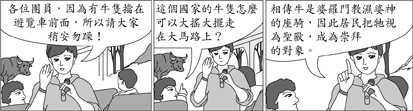 各位團員，因為有牛隻擋在
遊覽車前面，所以請大家
稍安勿躁！
這個國家的牛隻怎麼
可以大搖大擺走
在大馬路上？
相傳牛是婆羅門教濕婆神
的座騎，因此居民把牠視
為聖獸，成為崇拜
的對象。